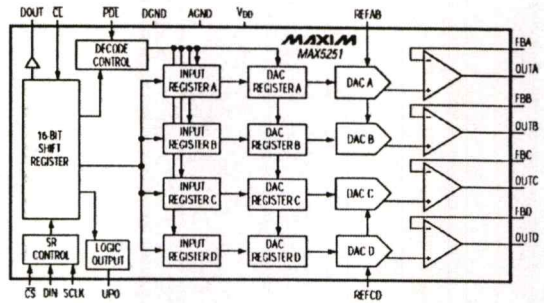 DOUT CL PDE DGND AGND VDD REFAB
DECODE CONTROL
MAXIM
MAX5251
16-BIT SHIFT REGISTER
SR CONTROL
LOGIC OUTPUT
INPUT REGISTER A
DAC REGISTER A
DAC A
INPUT REGISTER B
DAC REGISTER B
DAC B
INPUT REGISTER C
DAC REGISTER C
DAC C
INPUT REGISTER D
DAC REGISTER D
DAC D
- +
- +
- +
- +
FBA
OUTA
FBB
OUTB
FBC
OUTC
FBD
OUTD
CS DIN SCLK UPO REFCD